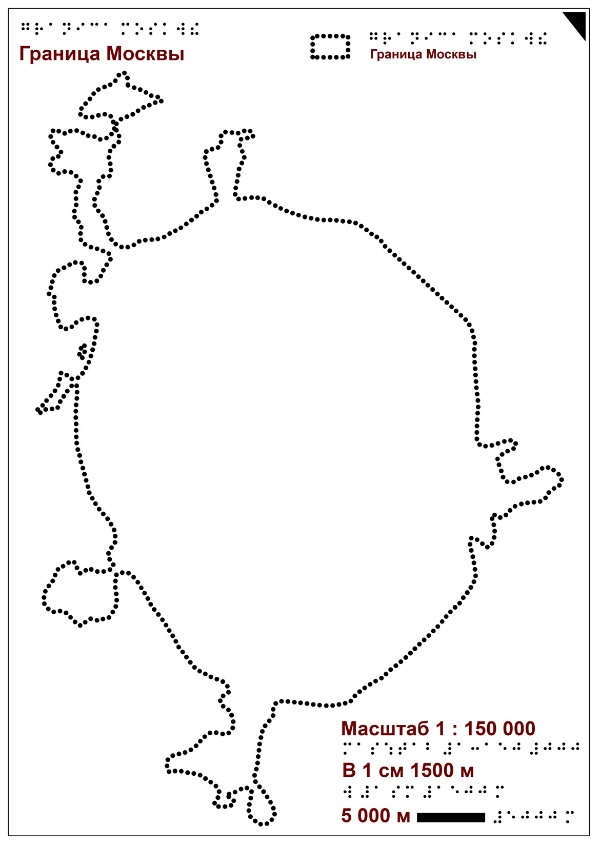 Граница Москвы
Граница Москвы
Масштаб 1 : 150 000
В 1 см 1500 м
5 000 м